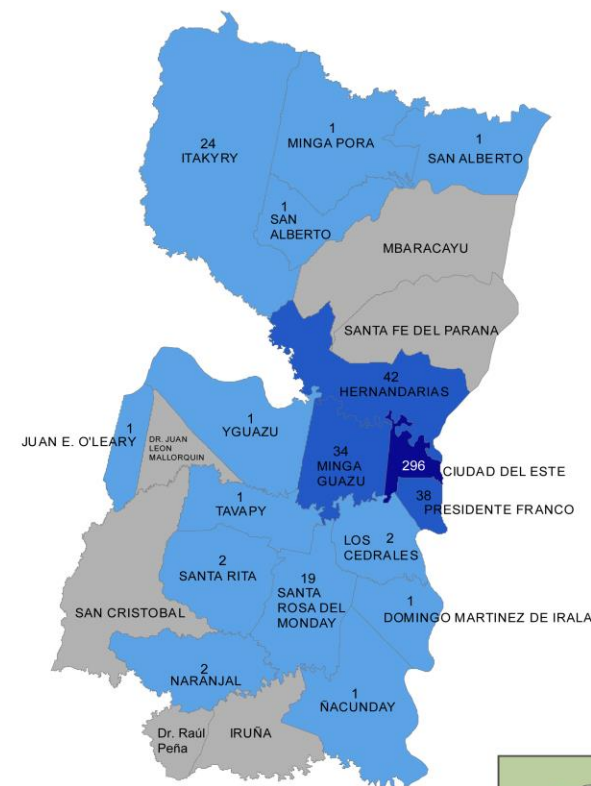 24
ITAKYRY
1
MINGA PORA
1
SAN ALBERTO
1
SAN
ALBERTO
MBARACAYU
SANTA FE DEL PARANA
42
HERNANDARIAS
1
JUAN E. O'LEARY
DR. JUAN
LEON
MALLORQUIN
1
YGUAZU
34
MINGA
GUAZU
296
CIUDAD DEL ESTE
38
PRESIDENTE FRANCO
1
TAVAPY
LOS 2
CEDRALES
2
SANTA RITA
19
SANTA
ROSA DEL
MONDAY
SAN CRISTOBAL
1
DOMINGO MARTINEZ DE IRALA
2
NARANJAL
1
ÑACUNDAY
Dr. Raúl
Peña
IRUÑA